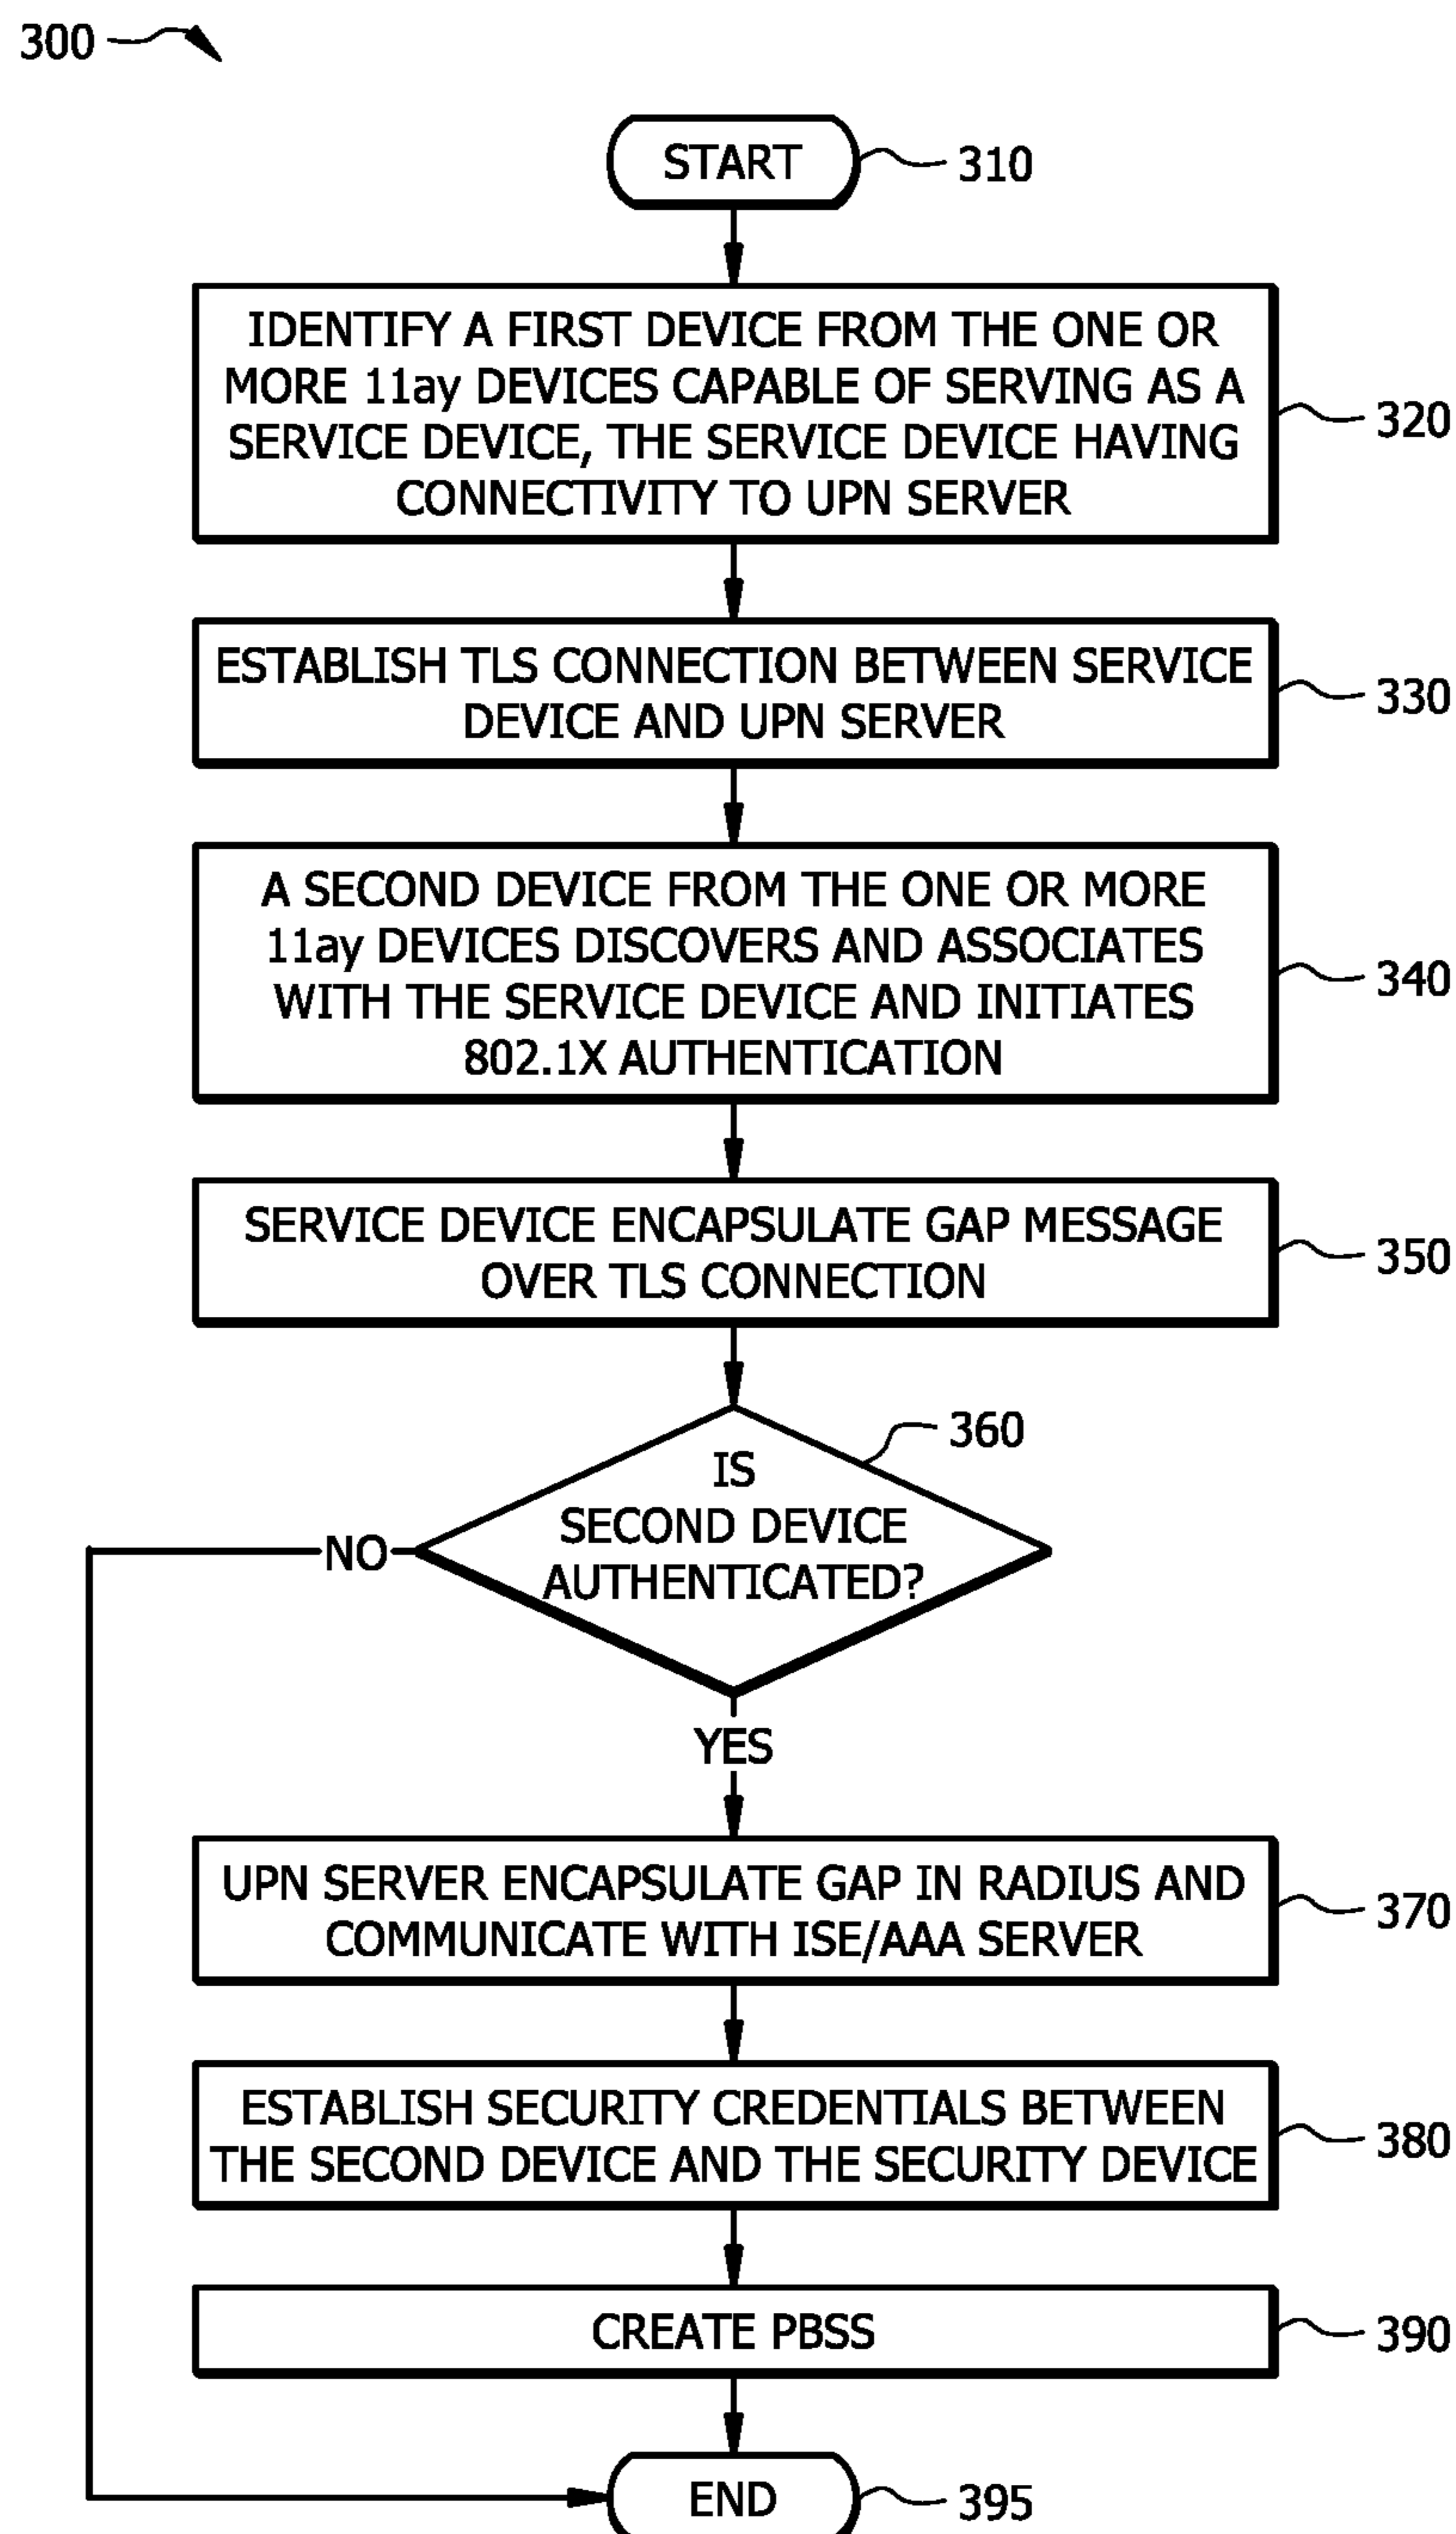 300
START
310
IDENTIFY A FIRST DEVICE FROM THE ONE OR
MORE 11ay DEVICES CAPABLE OF SERVING AS A
SERVICE DEVICE, THE SERVICE DEVICE HAVING
CONNECTIVITY TO UPN SERVER
320
ESTABLISH TLS CONNECTION BETWEEN SERVICE
DEVICE AND UPN SERVER
330
A SECOND DEVICE FROM THE ONE OR MORE
11ay DEVICES DISCOVERS AND ASSOCIATES
WITH THE SERVICE DEVICE AND INITIATES
802.1X AUTHENTICATION
340
SERVICE DEVICE ENCAPSULATE GAP MESSAGE
OVER TLS CONNECTION
350
360
IS
SECOND DEVICE
AUTHENTICATED?
NO
YES
UPN SERVER ENCAPSULATE GAP IN RADIUS AND
COMMUNICATE WITH ISE/AAA SERVER
370
ESTABLISH SECURITY CREDENTIALS BETWEEN
THE SECOND DEVICE AND THE SECURITY DEVICE
380
CREATE PBSS
390
END
395